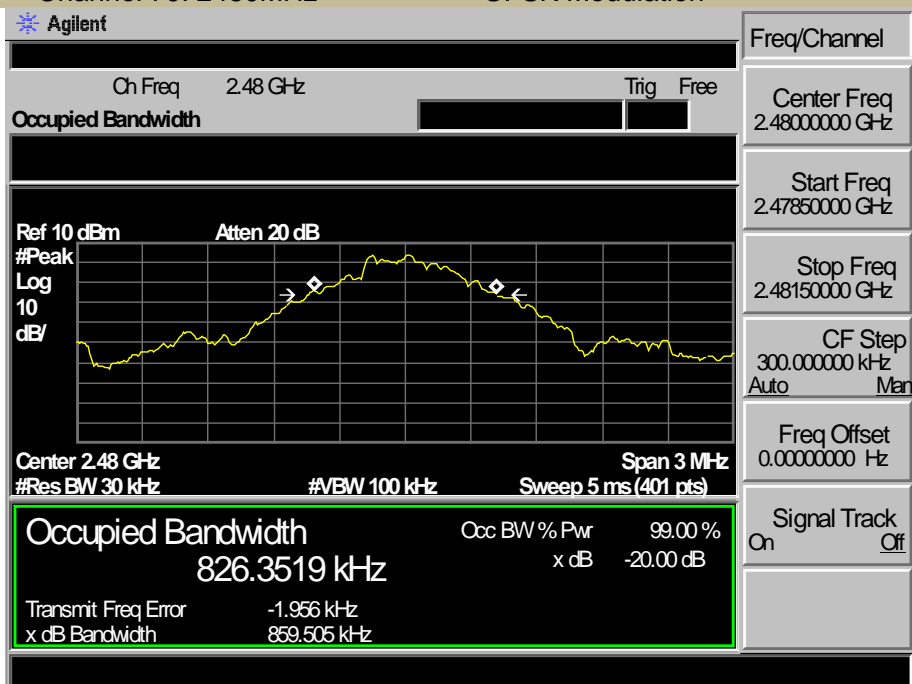 Agilent
Freq/Channel
Ch Freq 2.48 GHz Trig Free
Occupied Bandwidth
Center Freq
2.48000000 GHz
Start Freq
2.47850000 GHz
Stop Freq
2.48150000 GHz
CF Step
300.000000 kHz
Auto Man
Freq Offset
0.00000000 Hz
Signal Track
On Off
Ref 10 dBm Atten 20 dB
#Peak
Log
10
dB/
Center 2.48 GHz Span 3 MHz
#Res BW 30 kHz #VBW 100 kHz Sweep 5 ms (401 pts)
Occupied Bandwidth Occ BW % Pwr 99.00 %
826.3519 kHz x dB -20.00 dB
Transmit Freq Error -1.956 kHz
x dB Bandwidth 859.505 kHz